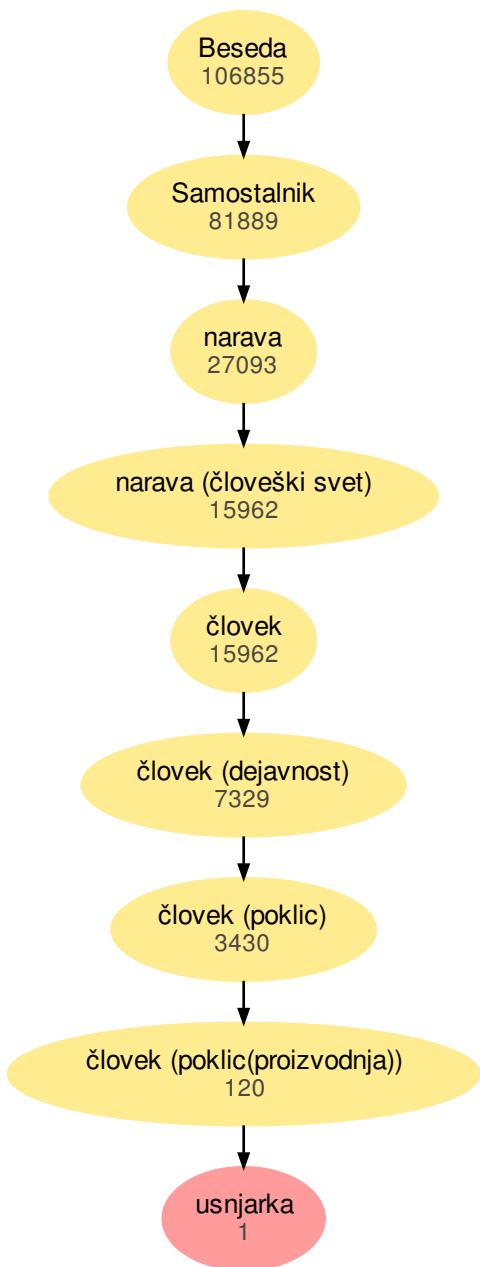 Beseda
106855
Samostalnik
81889
narava
27093
narava (človeški svet)
15962
človek
15962
človek (dejavnost)
7329
človek (poklic)
3430
človek (poklic(proizvodnja))
120
usnjarka
1